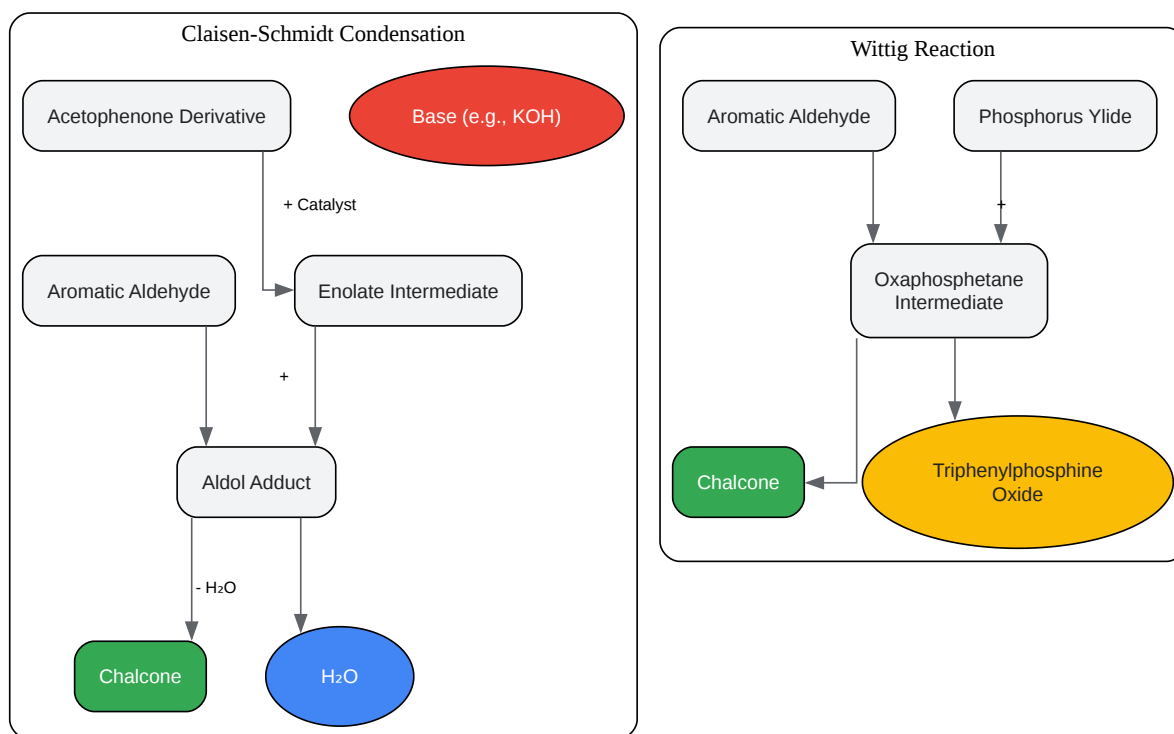 Claisen-Schmidt Condensation
Acetophenone Derivative
Base (e.g., KOH)
+ Catalyst
Aromatic Aldehyde
Enolate Intermediate
+
Aldol Adduct
- H₂O
Chalcone
H₂O
Wittig Reaction
Aromatic Aldehyde
Phosphorus Ylide
+
Oxaphosphetane
Intermediate
Chalcone
Triphenylphosphine
Oxide